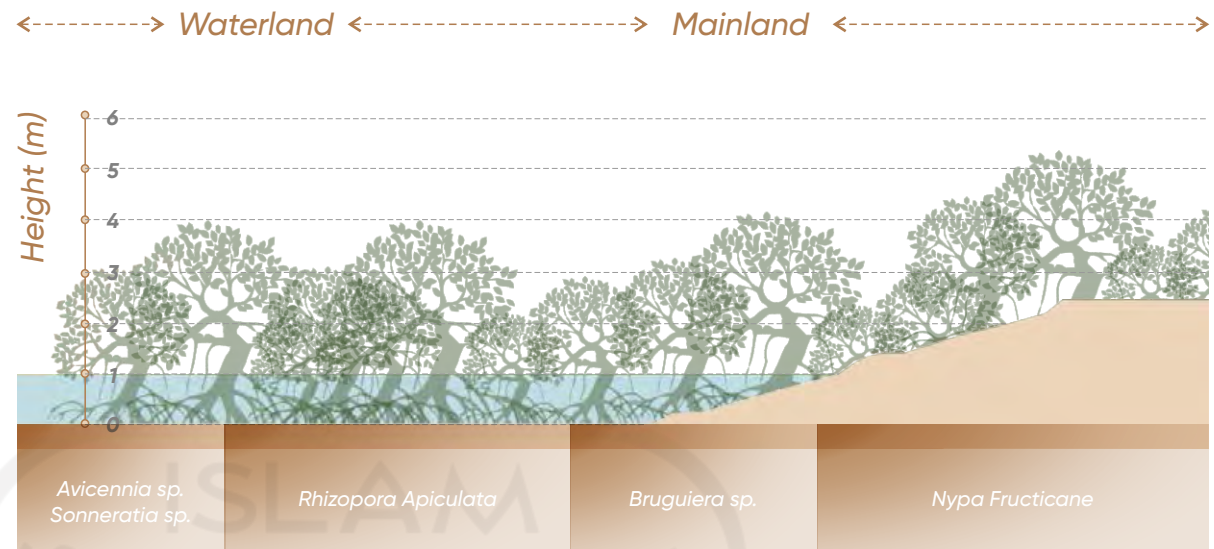 Waterland
Mainland
Height (m)
6
5
4
3
2
1
0
Avicennia sp.
Sonneratia sp.
Rhizopora Apiculata
Bruguiera sp.
Nypa Fructicane
ISLAM